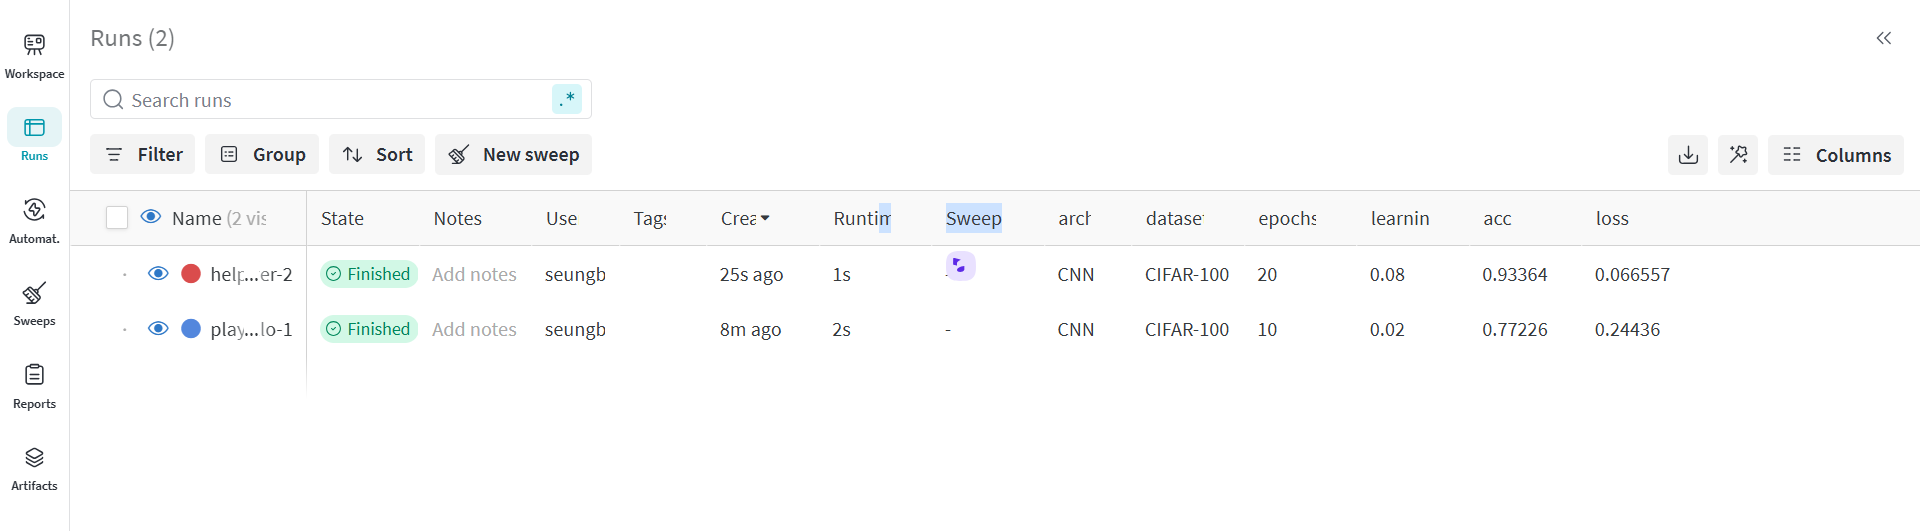 Runs (2)
Workspace
Search runs
.*
Runs
Filter
Group
Sort
New sweep
Columns
Name (2 vis
State
Notes
Use
Tags
Crea
Runtim
Sweep
arch
datase
epochs
learnin
acc
loss
Automat.
help...er-2
Finished
Add notes
seungb
25s ago
1s
-
CNN
CIFAR-100
20
0.08
0.93364
0.066557
play...lo-1
Finished
Add notes
seungb
8m ago
2s
-
CNN
CIFAR-100
10
0.02
0.77226
0.24436
Sweeps
Reports
Artifacts